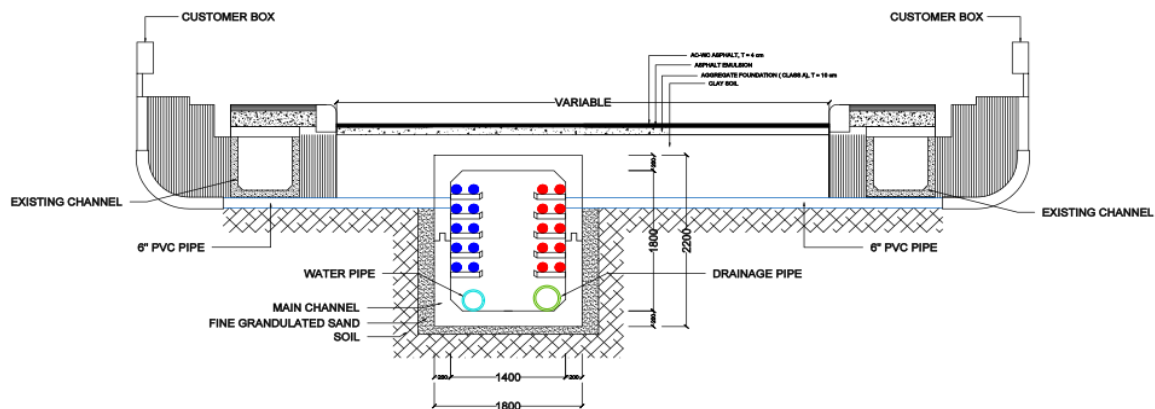 CUSTOMER BOX
CUSTOMER BOX
AC-WC ASPHALT, T = 4 cm
ASPHALT EMULSION
AGGREGATE FOUNDATION ( CLASS A), T = 10 cm
CLAY SOIL
VARIABLE
EXISTING CHANNEL
EXISTING CHANNEL
6" PVC PIPE
6" PVC PIPE
200
1800
2200
200
WATER PIPE
DRAINAGE PIPE
MAIN CHANNEL
FINE GRANDULATED SAND
SOIL
200
1400
200
1800